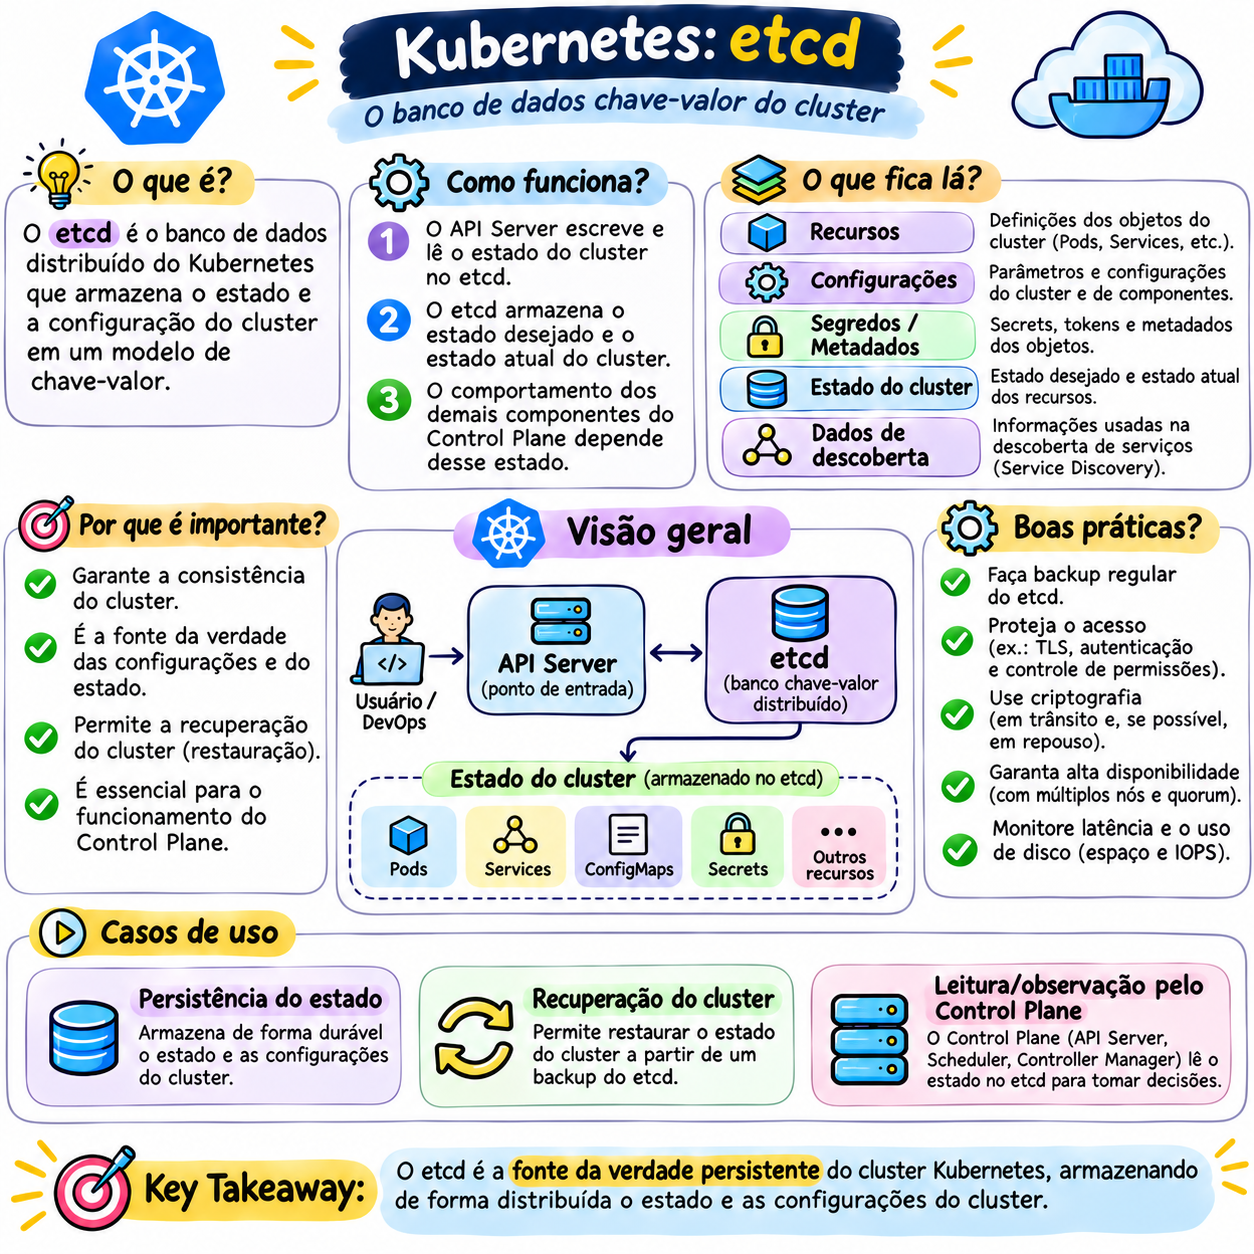 Kubernetes: etcd
O banco de dados chave-valor do cluster
O que é?
O etcd é o banco de dados
distribuído do Kubernetes
que armazena o estado e
a configuração do cluster
em um modelo de
chave-valor.
Como funciona?
1
O API Server escreve e
lê o estado do cluster
no etcd.
2
O etcd armazena o
estado desejado e o
estado atual do cluster.
3
O comportamento dos
demais componentes do
Control Plane depende
desse estado.
O que fica lá?
Recursos
Definições dos objetos do
cluster (Pods, Services, etc.).
Configurações
Parâmetros e configurações
do cluster e de componentes.
Segredos /
Metadados
Secrets, tokens e metadados
dos objetos.
Estado do cluster
Estado desejado e estado atual
dos recursos.
Dados de
descoberta
Informações usadas na
descoberta de serviços
(Service Discovery).
Por que é importante?
Garante a consistência
do cluster.
É a fonte da verdade
das configurações e do
estado.
Permite a recuperação
do cluster (restauração).
É essencial para o
funcionamento do
Control Plane.
Visão geral
</>
Usuário /
DevOps
API Server
(ponto de entrada)
etcd
(banco chave-valor
distribuído)
Estado do cluster (armazenado no etcd)
Pods
Services
ConfigMaps
Secrets
Outros
recursos
Boas práticas?
Faça backup regular
do etcd.
Proteja o acesso
(ex.: TLS, autenticação
e controle de permissões).
Use criptografia
(em trânsito e, se possível,
em repouso).
Garanta alta disponibilidade
(com múltiplos nós e quorum).
Monitore latência e o uso
de disco (espaço e IOPS).
Casos de uso
Persistência do estado
Armazena de forma durável
o estado e as configurações
do cluster.
Recuperação do cluster
Permite restaurar o estado
do cluster a partir de um
backup do etcd.
Leitura/observação pelo
Control Plane
O Control Plane (API Server,
Scheduler, Controller Manager) lê o
estado no etcd para tomar decisões.
Key Takeaway:
O etcd é a fonte da verdade persistente do cluster Kubernetes, armazenando
de forma distribuída o estado e as configurações do cluster.